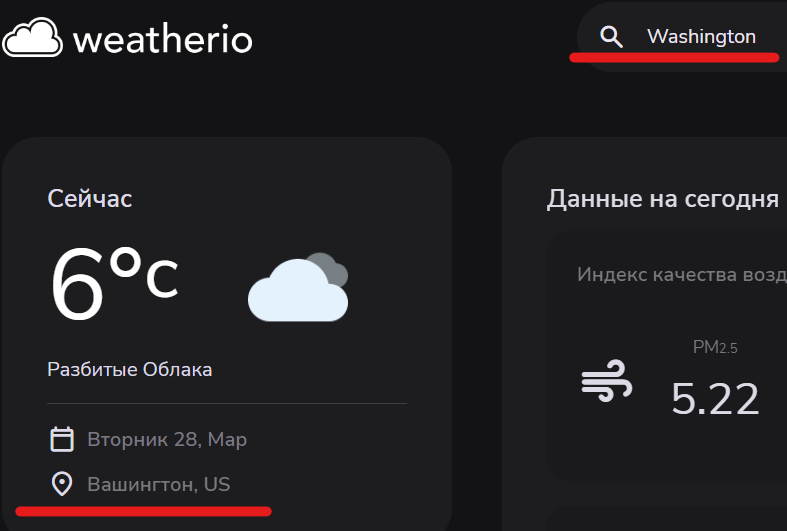 weatherio
Washington
Сейчас
6°c
Разбитые Облака
Вторник 28, Мар
Вашингтон, US
Данные на сегодня
Индекс качества возд
PM2.5
5.22